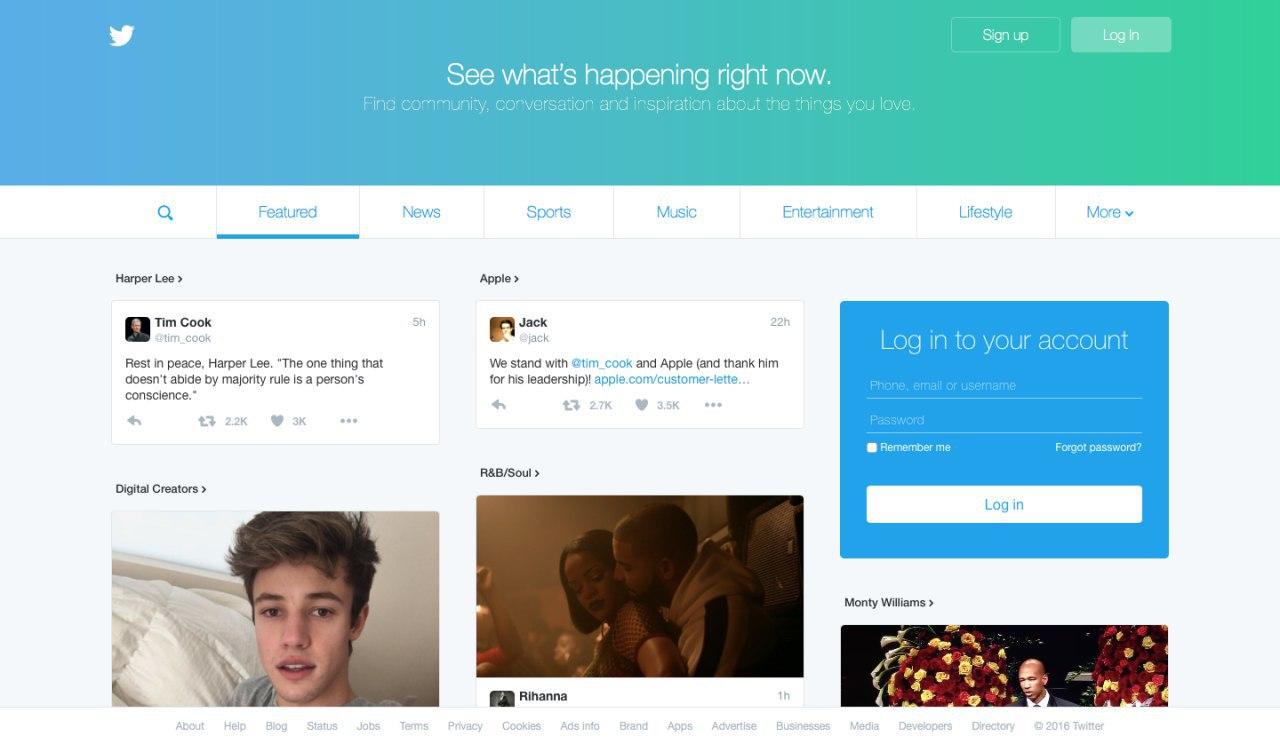 Sign up
Log In
See what's happening right now.
Find community, conversation and inspiration about the things you love.
Featured
News
Sports
Music
Entertainment
Lifestyle
More
Harper Lee
Tim Cook
5h
@tim_cook
Rest in peace, Harper Lee. "The one thing that
doesn't abide by majority rule is a person's
conscience."
2.2K
3K
Digital Creators
Apple
Jack
22h
@jack
We stand with @tim_cook and Apple (and thank him
for his leadership)! apple.com/customer-lette…
2.7K
3.5K
R&B/Soul
Rihanna
1h
Log in to your account
Phone, email or username
Password
Remember me
Forgot password?
Log in
Monty Williams
About
Help
Blog
Status
Jobs
Terms
Privacy
Cookies
Ads info
Brand
Apps
Advertise
Businesses
Media
Developers
Directory
© 2016 Twitter